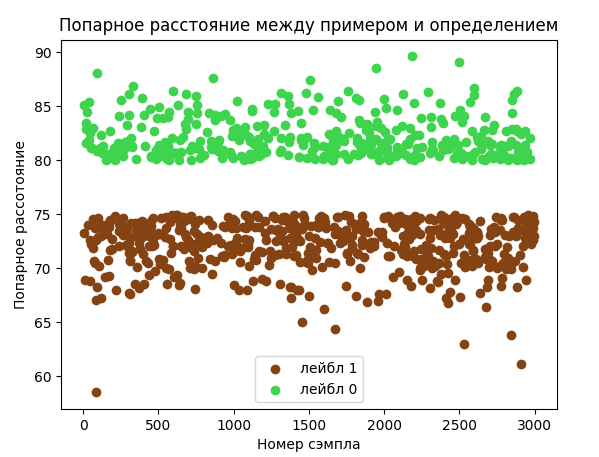 Попарное расстояние между примером и определением
Попарное рассотояние
90
85
80
75
70
65
60
лейбл 1
лейбл 0
0
500
1000
1500
2000
2500
3000
Номер сэмпла